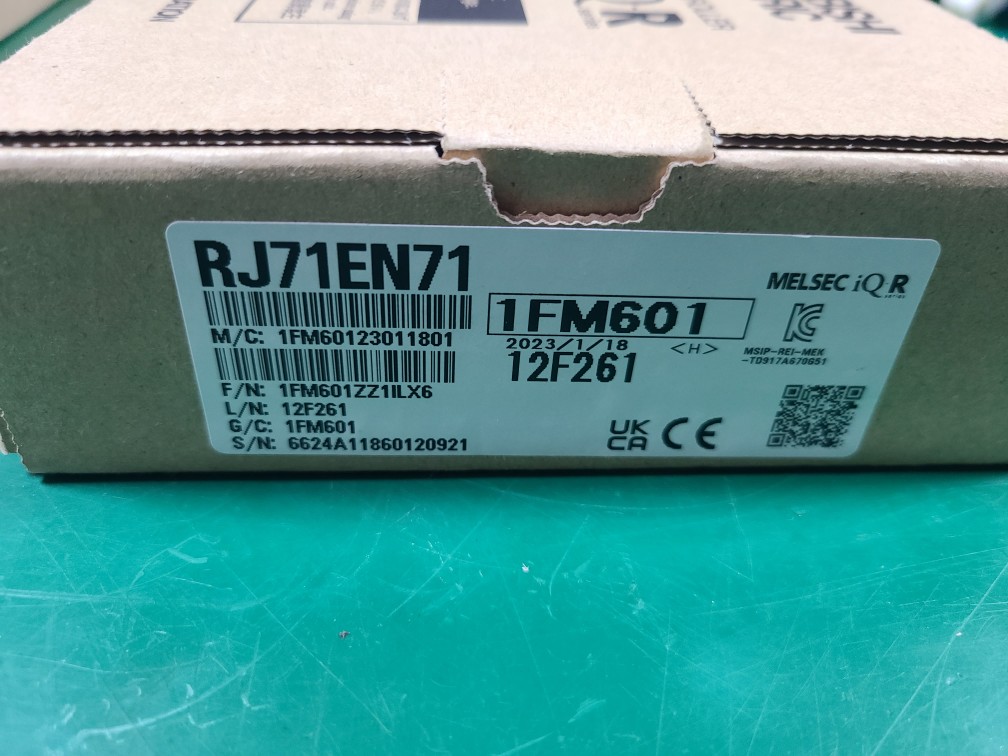 RJ71EN71
M/C: 1FM60123011801
F/N: 1FM601ZZ1ILX6
L/N: 12F261
G/C: 1FM601
S/N: 6624A11860120921
1FM601
2023/1/18
<H>
12F261
MELSEC iQ-R
series
MSIP-REI-MEK
-TD917A670G51
UK
CA CE